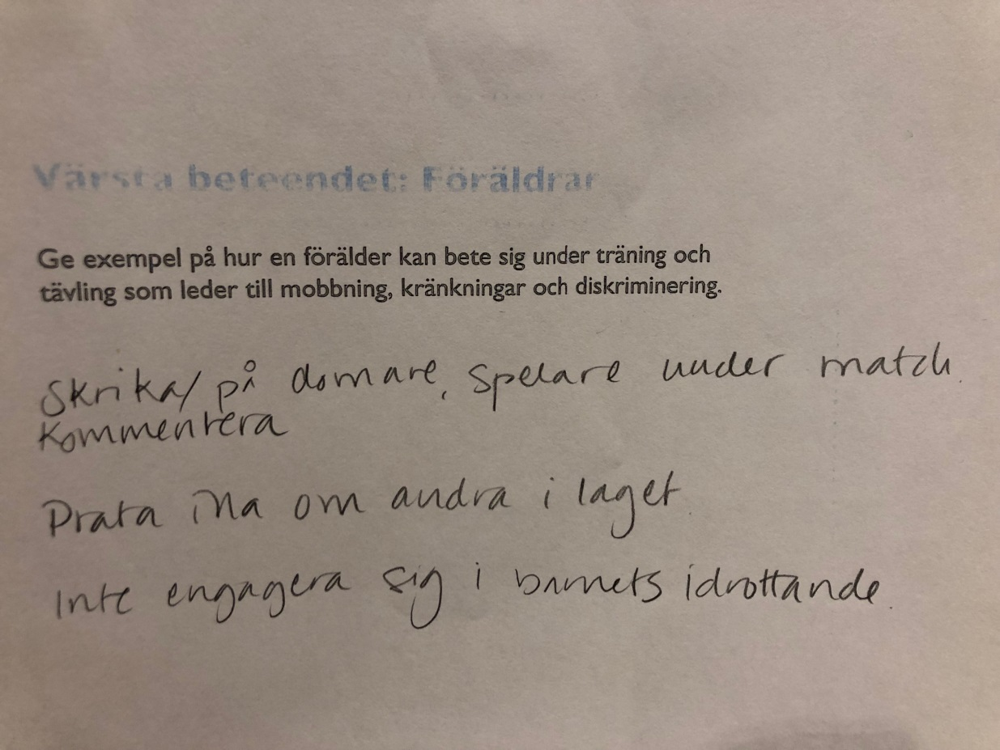 Värsta beteendet: Föräldrar
Ge exempel på hur en förälder kan bete sig under träning och
tävling som leder till mobbning, kränkningar och diskriminering.
Skrika/ på domare, spelare under match.
Kommentera
Prata illa om andra i laget.
Inte engagera sig i barnets idrottande.